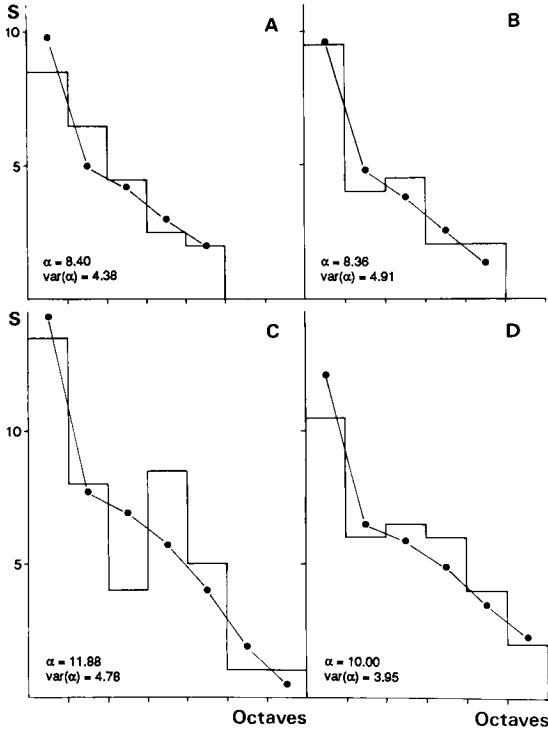 S
10
5
A
α = 8.40
var(α) = 4.38
B
α = 8.36
var(α) = 4.91
S
10
5
C
α = 11.88
var(α) = 4.78
Octaves
D
α = 10.00
var(α) = 3.95
Octaves